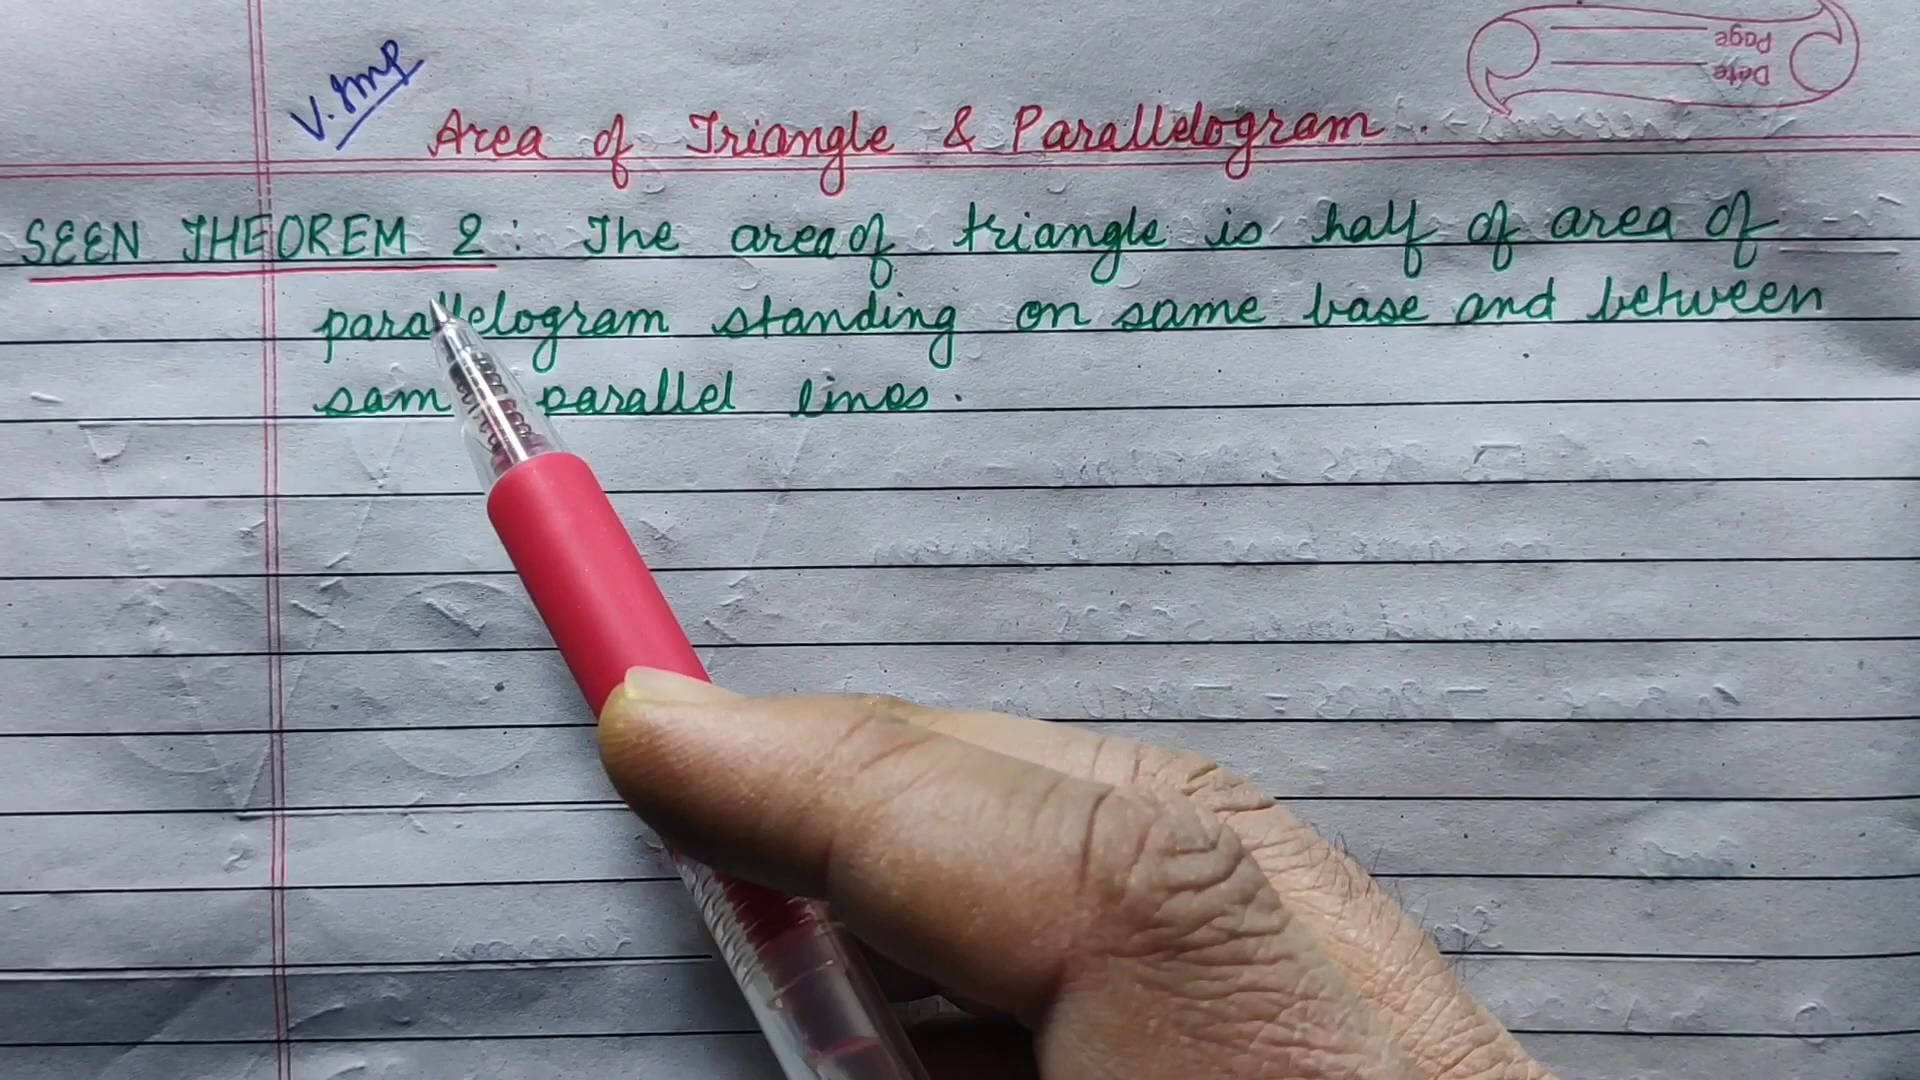 Page
Date
V. Imp
Area of Triangle & Parallelogram.
SEEN THEOREM 2: The area of triangle is half of area of
parallelogram standing on same base and between
same parallel lines.